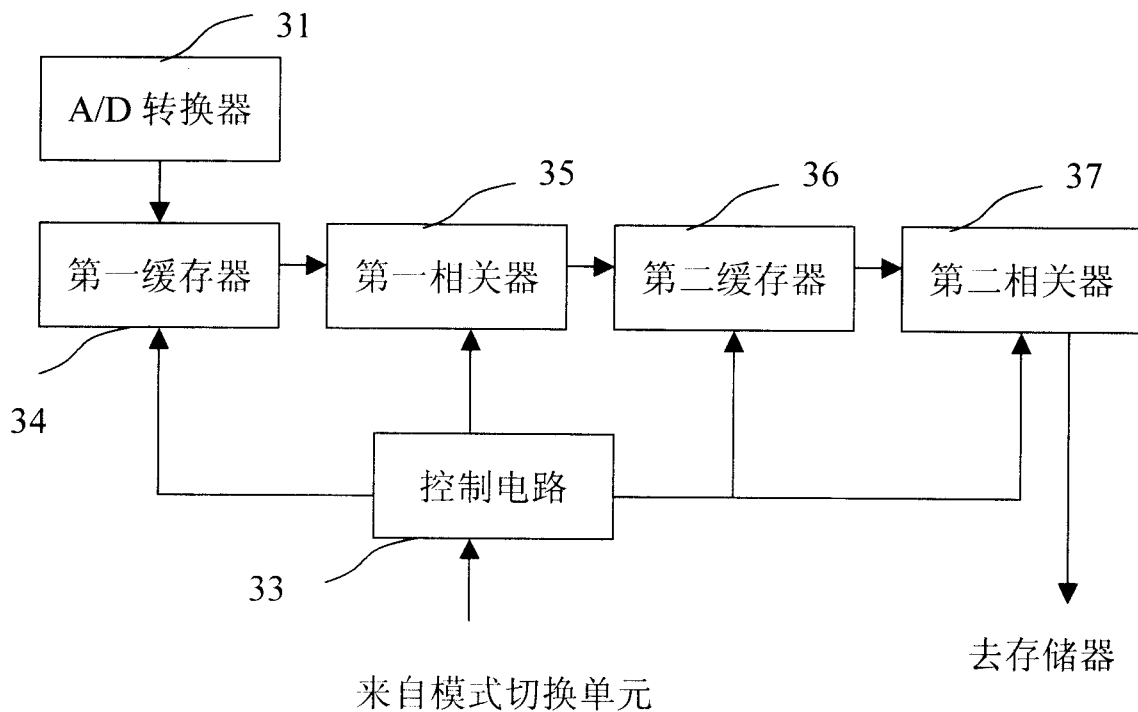 31
A/D 转换器
35
36
37
第一缓存器
第一相关器
第二缓存器
第二相关器
34
控制电路
33
去存储器
来自模式切换单元